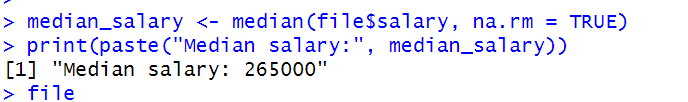 > median_salary <- median(file$salary, na.rm = TRUE)
> print(paste("Median salary:", median_salary))
[1] "Median salary: 265000"
> file